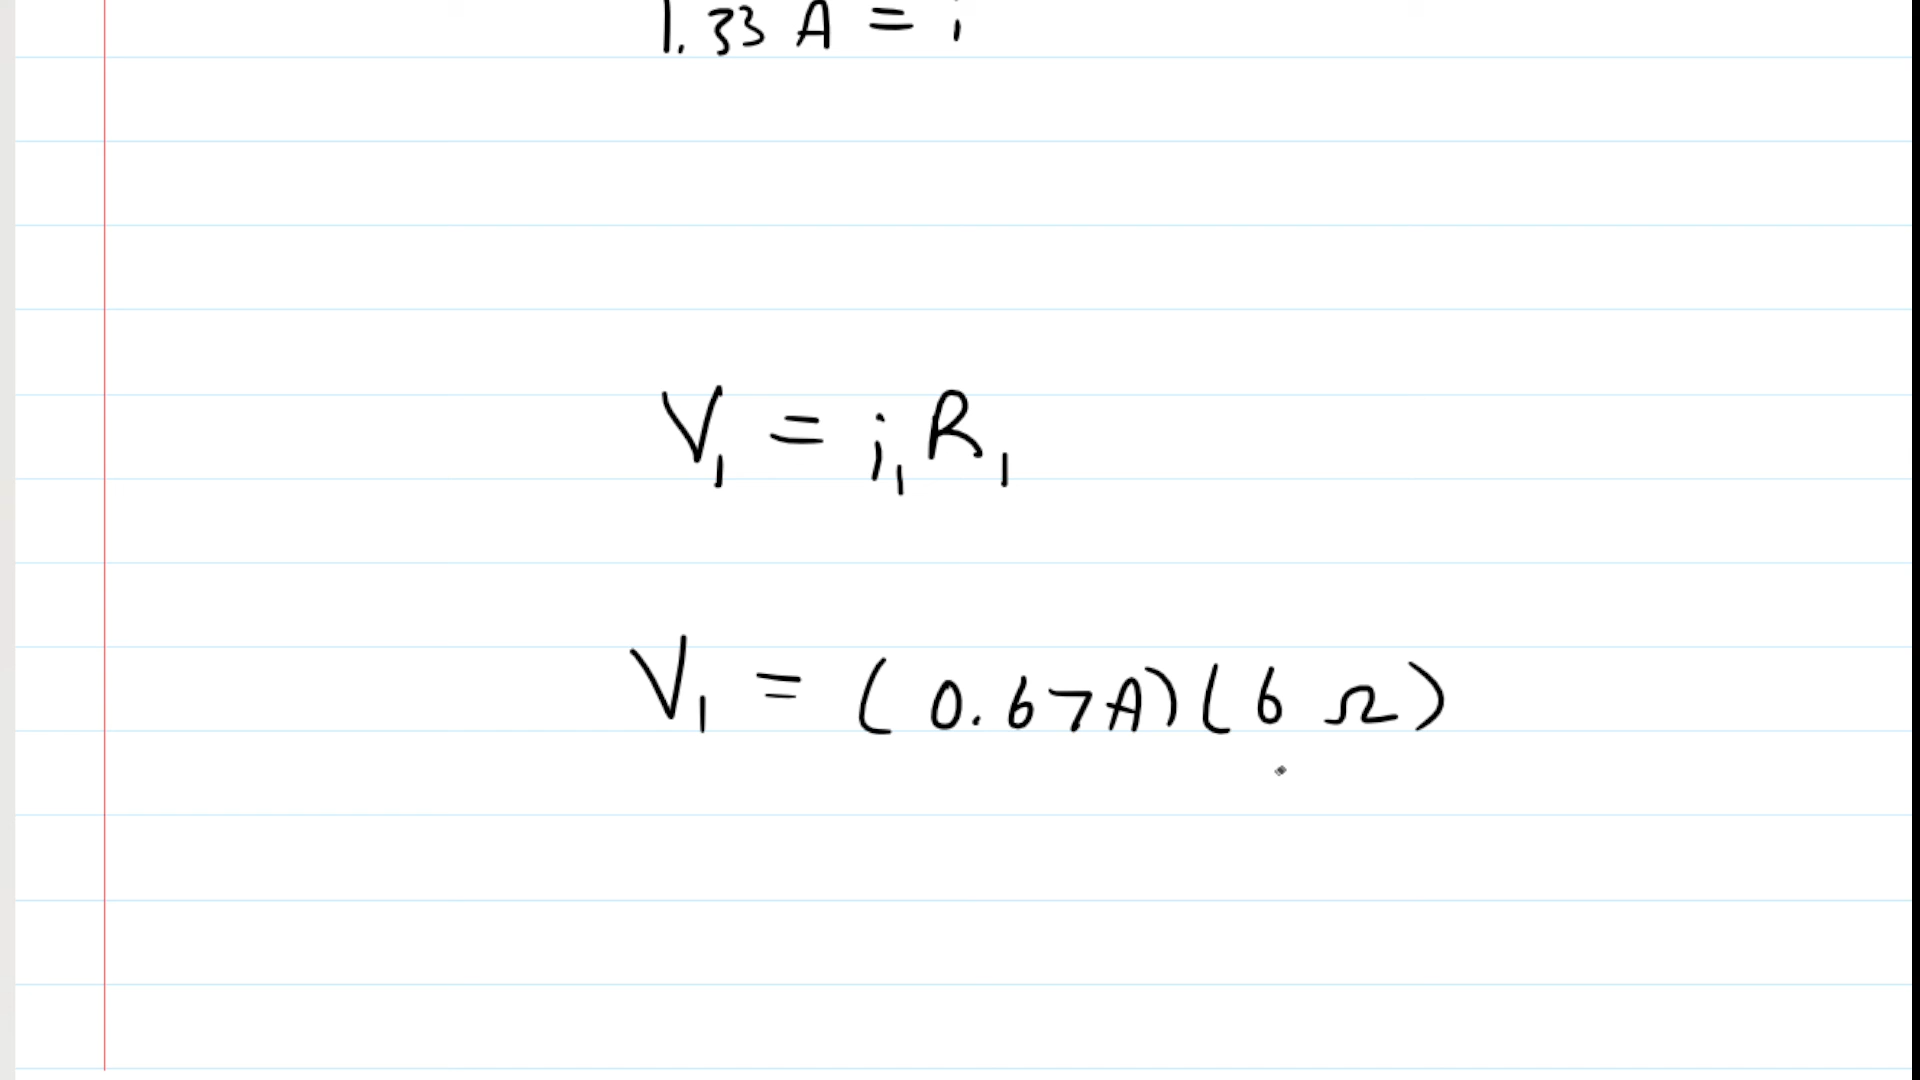 1.33 A = i
V₁ = i₁R₁
V₁ = (0.67A)(6 Ω)